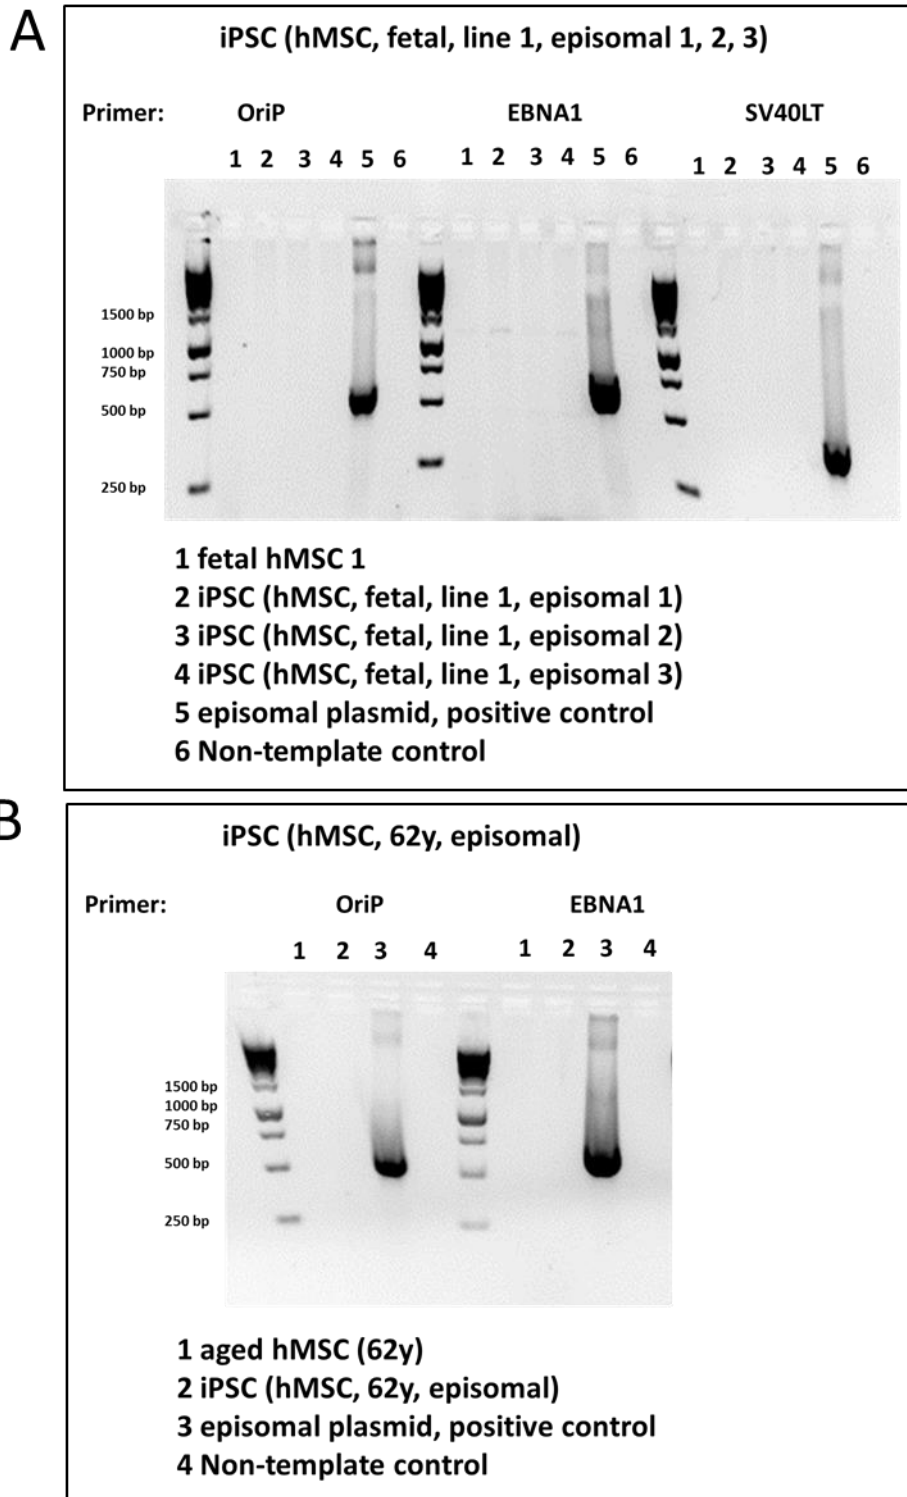 A
iPSC (hMSC, fetal, line 1, episomal 1, 2, 3)
Primer: OriP EBNA1 SV40LT
1 2 3 4 5 6 1 2 3 4 5 6 1 2 3 4 5 6
1500 bp
1000 bp
750 bp
500 bp
250 bp
1 fetal hMSC 1
2 iPSC (hMSC, fetal, line 1, episomal 1)
3 iPSC (hMSC, fetal, line 1, episomal 2)
4 iPSC (hMSC, fetal, line 1, episomal 3)
5 episomal plasmid, positive control
6 Non-template control
B
iPSC (hMSC, 62y, episomal)
Primer: OriP EBNA1
1 2 3 4 1 2 3 4
1500 bp
1000 bp
750 bp
500 bp
250 bp
1 aged hMSC (62y)
2 iPSC (hMSC, 62y, episomal)
3 episomal plasmid, positive control
4 Non-template control